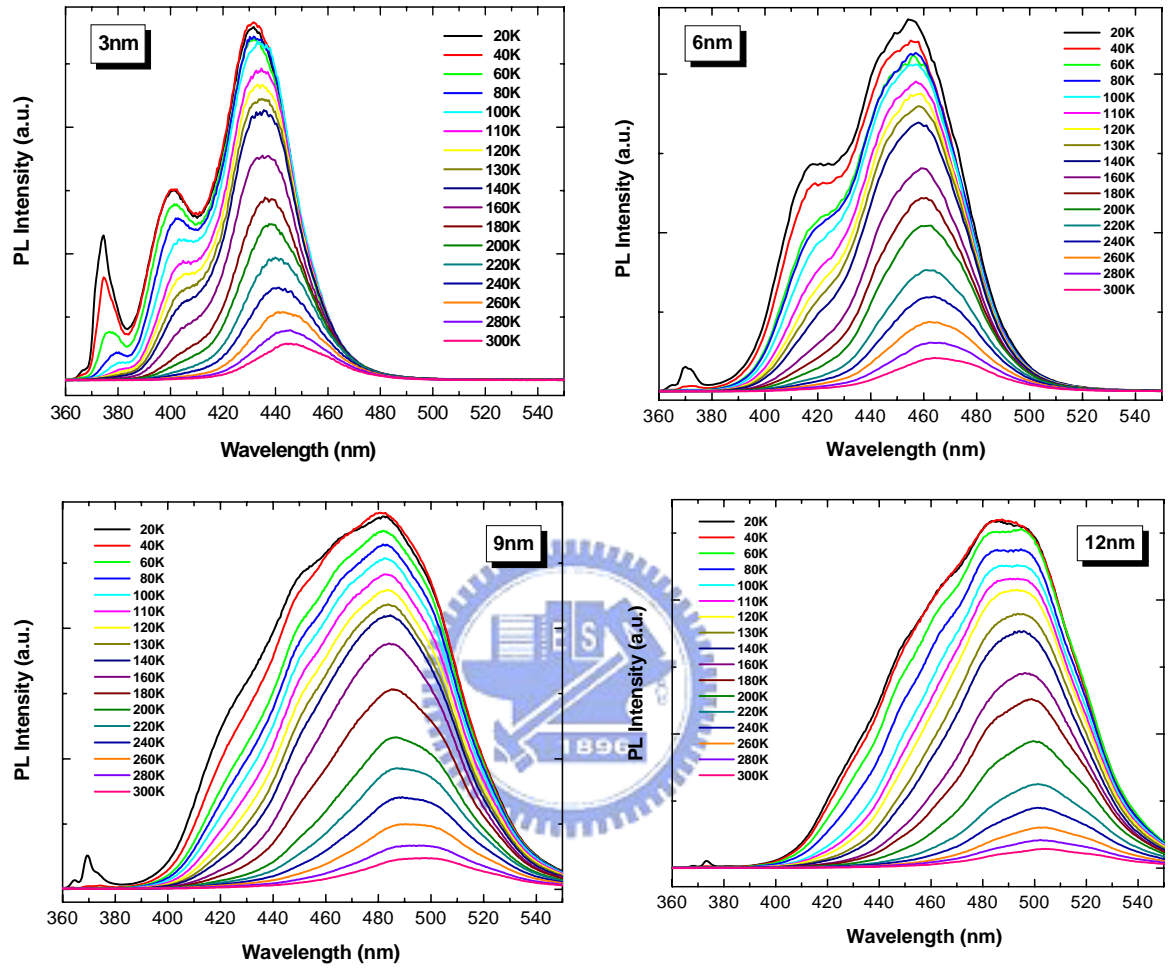 3nm
20K
40K
60K
80K
100K
110K
120K
130K
140K
160K
180K
200K
220K
240K
260K
280K
300K
PL Intensity (a.u.)
360 380 400 420 440 460 480 500 520 540
Wavelength (nm)
6nm
20K
40K
60K
80K
100K
110K
120K
130K
140K
160K
180K
200K
220K
240K
260K
280K
300K
PL Intensity (a.u.)
360 380 400 420 440 460 480 500 520 540
Wavelength (nm)
9nm
20K
40K
60K
80K
100K
110K
120K
130K
140K
160K
180K
200K
220K
240K
260K
280K
300K
PL Intensity (a.u.)
360 380 400 420 440 460 480 500 520 540
Wavelength (nm)
12nm
20K
40K
60K
80K
100K
110K
120K
130K
140K
160K
180K
200K
220K
240K
260K
280K
300K
PL Intensity (a.u.)
360 380 400 420 440 460 480 500 520 540
Wavelength (nm)
E S
1896